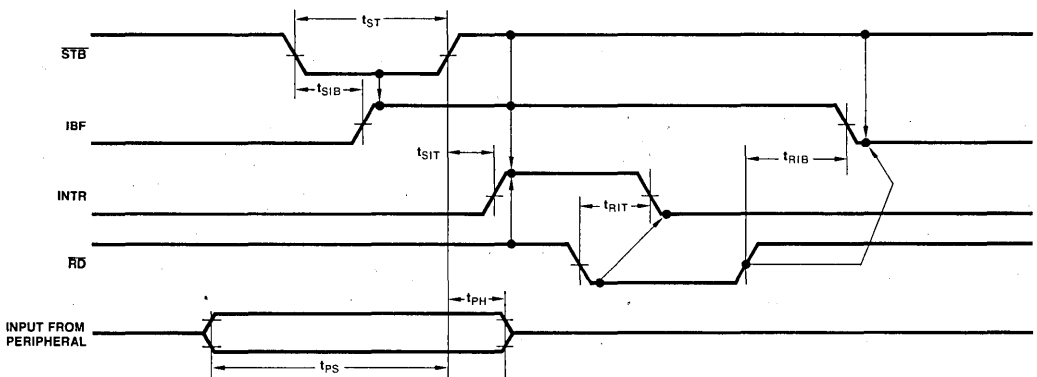 tST
STB
tSIB
IBF
tSIT
tRIB
INTR
tRIT
RD
tPH
INPUT FROM
PERIPHERAL
tPS